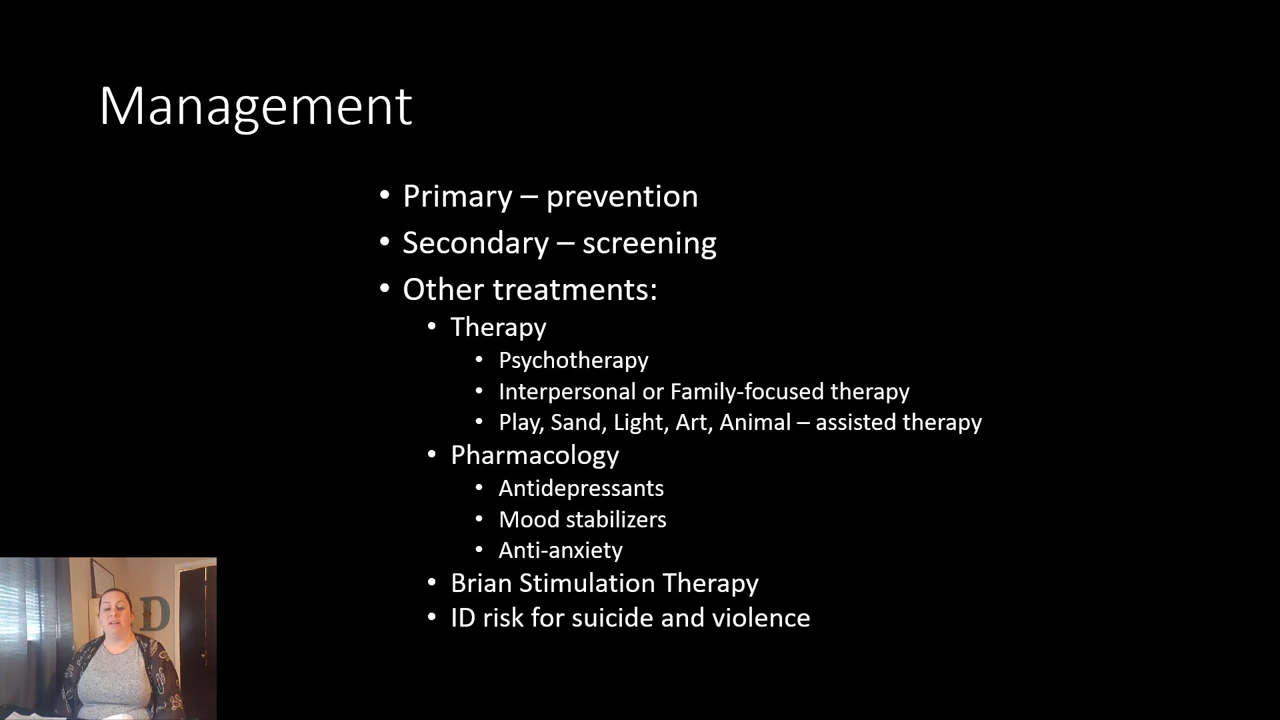 Management
• Primary – prevention
• Secondary – screening
• Other treatments:
• Therapy
• Psychotherapy
• Interpersonal or Family-focused therapy
• Play, Sand, Light, Art, Animal – assisted therapy
• Pharmacology
• Antidepressants
• Mood stabilizers
• Anti-anxiety
• Brian Stimulation Therapy
• ID risk for suicide and violence
D